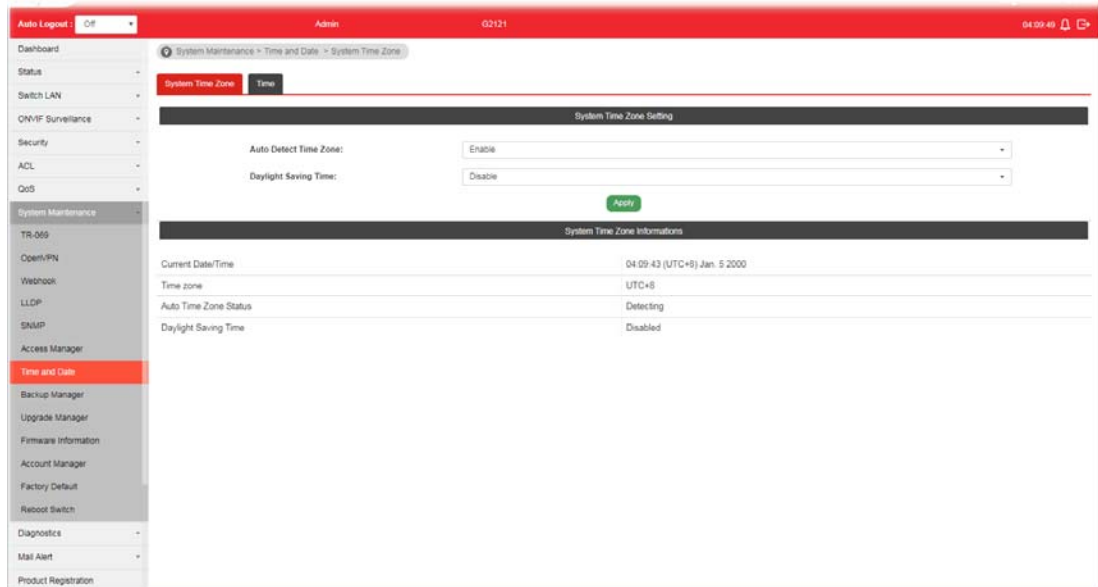 Auto Logout : Off Admin G2121 04:09:49
Dashboard
Status
Switch LAN
ONVIF Surveillance
Security
ACL
QoS
System Maintenance
TR-069
OpenVPN
Webhook
LLDP
SNMP
Access Manager
Time and Date
Backup Manager
Upgrade Manager
Firmware Information
Account Manager
Factory Default
Reboot Switch
Diagnostics
Mail Alert
Product Registration
System Maintenance > Time and Date > System Time Zone
System Time Zone Time
System Time Zone Setting
Auto Detect Time Zone: Enable
Daylight Saving Time: Disable
Apply
System Time Zone Informations
Current Date/Time 04:09:43 (UTC+8) Jan. 5 2000
Time zone UTC+8
Auto Time Zone Status Detecting
Daylight Saving Time Disabled